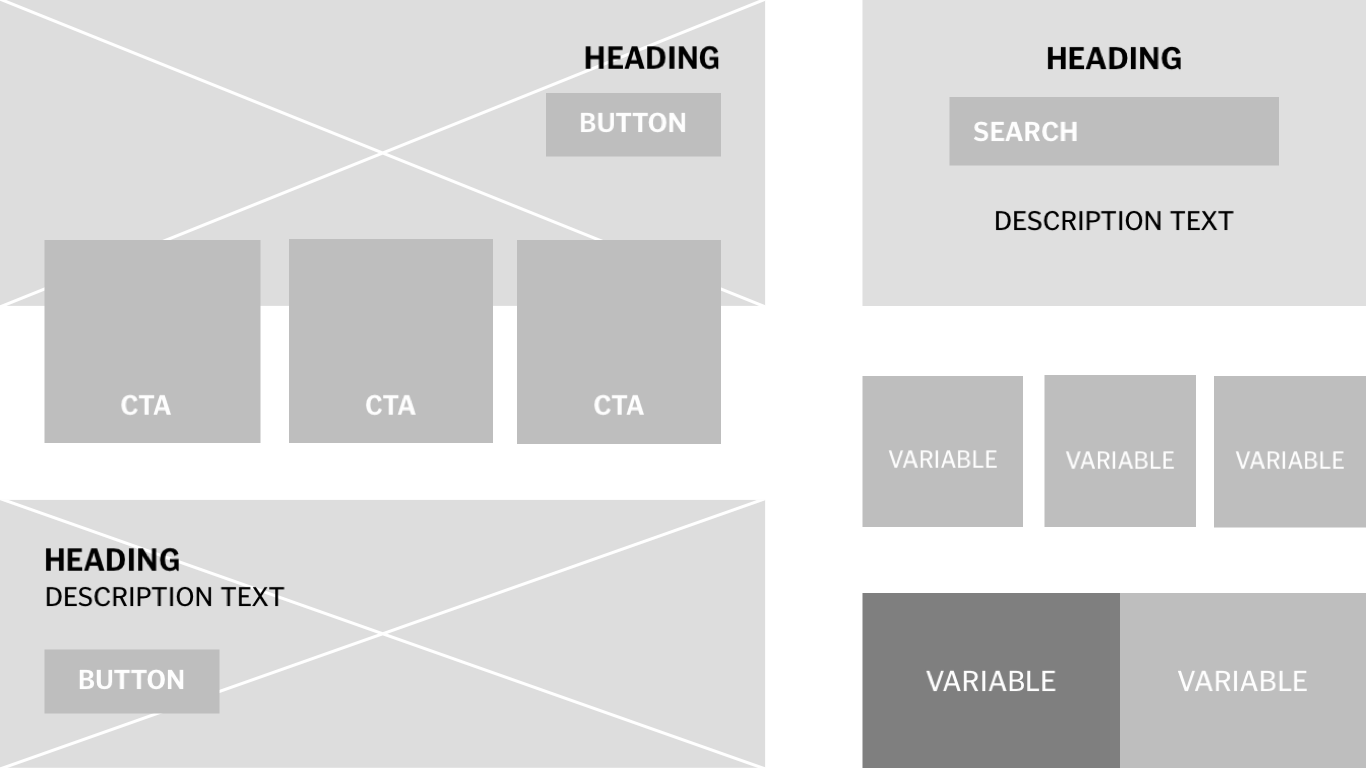 HEADING
BUTTON
CTA
CTA
CTA
HEADING
DESCRIPTION TEXT
BUTTON
HEADING
SEARCH
DESCRIPTION TEXT
VARIABLE
VARIABLE
VARIABLE
VARIABLE
VARIABLE